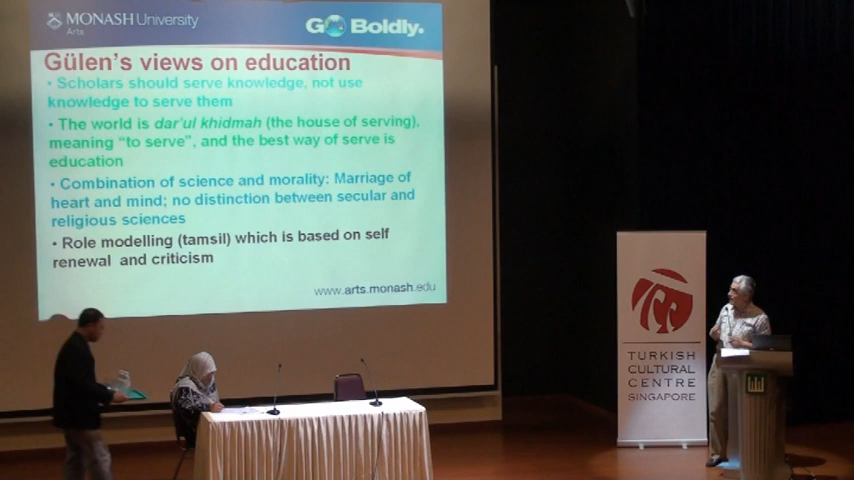 MONASH University
Arts
GO Boldly.
Gülen's views on education
• Scholars should serve knowledge, not use
knowledge to serve them
• The world is dar'ul khidmah (the house of serving),
meaning "to serve", and the best way of serve is
education
• Combination of science and morality: Marriage of
heart and mind; no distinction between secular and
religious sciences
• Role modelling (tamsil) which is based on self
renewal and criticism
www.arts.monash.edu
TURKISH
CULTURAL
CENTRE
SINGAPORE